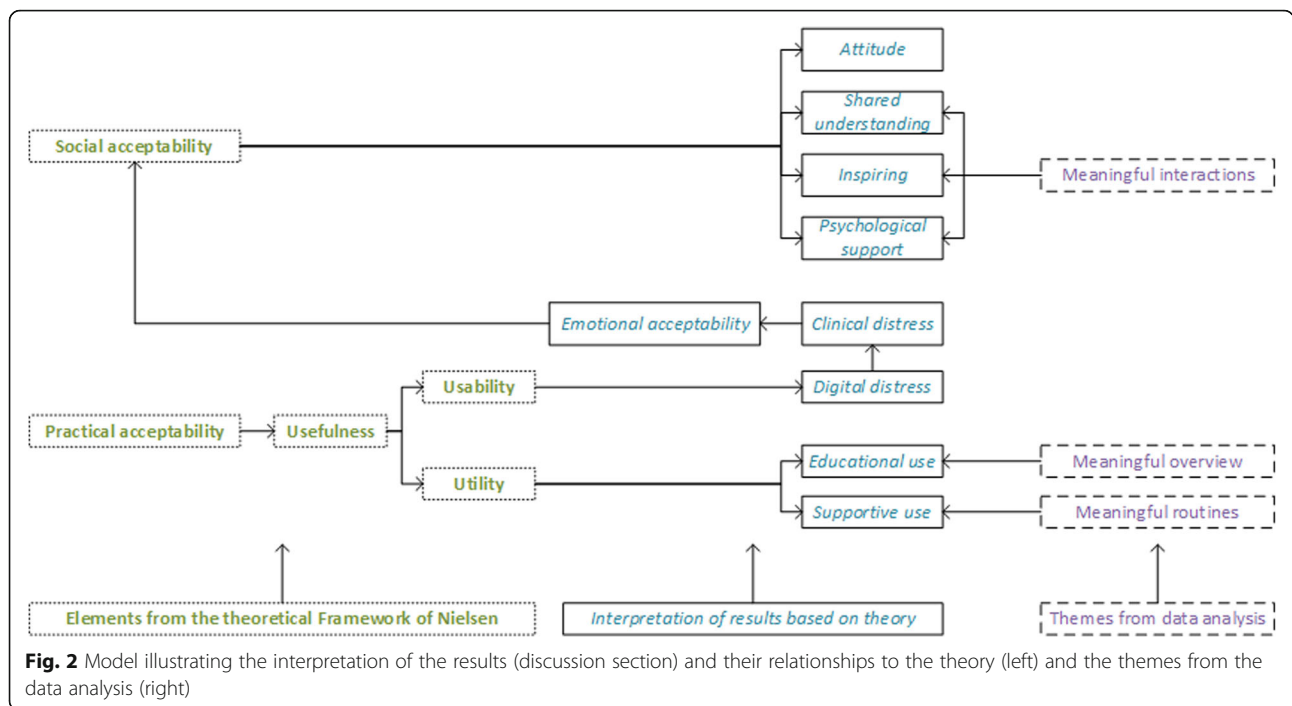 Attitude
Shared
understanding
Social acceptability
Inspiring
Meaningful interactions
Psychological
support
Emotional acceptability
Clinical distress
Usability
Digital distress
Practical acceptability
Usefulness
Educational use
Meaningful overview
Utility
Supportive use
Meaningful routines
Elements from the theoretical Framework of Nielsen
Interpretation of results based on theory
Themes from data analysis
Fig. 2 Model illustrating the interpretation of the results (discussion section) and their relationships to the theory (left) and the themes from the
data analysis (right)